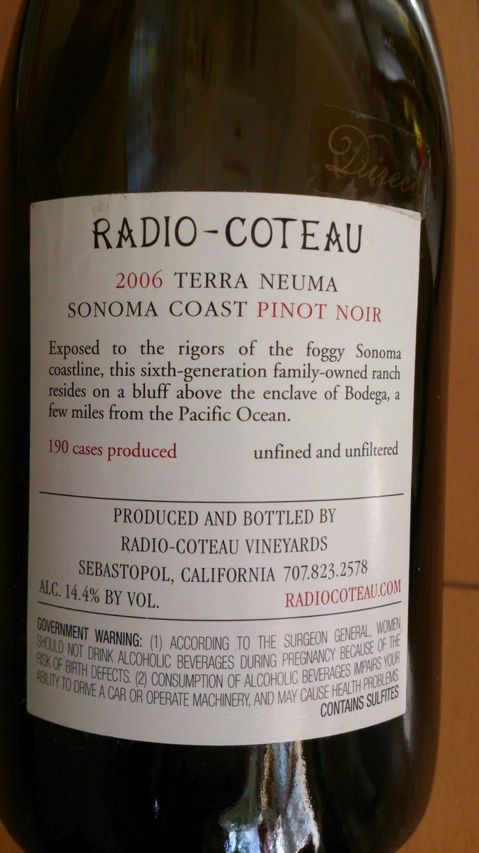 Direct
RADIO-COTEAU
2006 TERRA NEUMA
SONOMA COAST PINOT NOIR
Exposed to the rigors of the foggy Sonoma
coastline, this sixth-generation family-owned ranch
resides on a bluff above the enclave of Bodega, a
few miles from the Pacific Ocean.
190 cases produced unfined and unfiltered
PRODUCED AND BOTTLED BY
RADIO-COTEAU VINEYARDS
SEBASTOPOL, CALIFORNIA 707.823.2578
ALC. 14.4% BY VOL. RADIOCOTEAU.COM
GOVERNMENT WARNING: (1) ACCORDING TO THE SURGEON GENERAL, WOMEN
SHOULD NOT DRINK ALCOHOLIC BEVERAGES DURING PREGNANCY BECAUSE OF THE
RISK OF BIRTH DEFECTS. (2) CONSUMPTION OF ALCOHOLIC BEVERAGES IMPAIRS YOUR
ABILITY TO DRIVE A CAR OR OPERATE MACHINERY, AND MAY CAUSE HEALTH PROBLEMS.
CONTAINS SULFITES